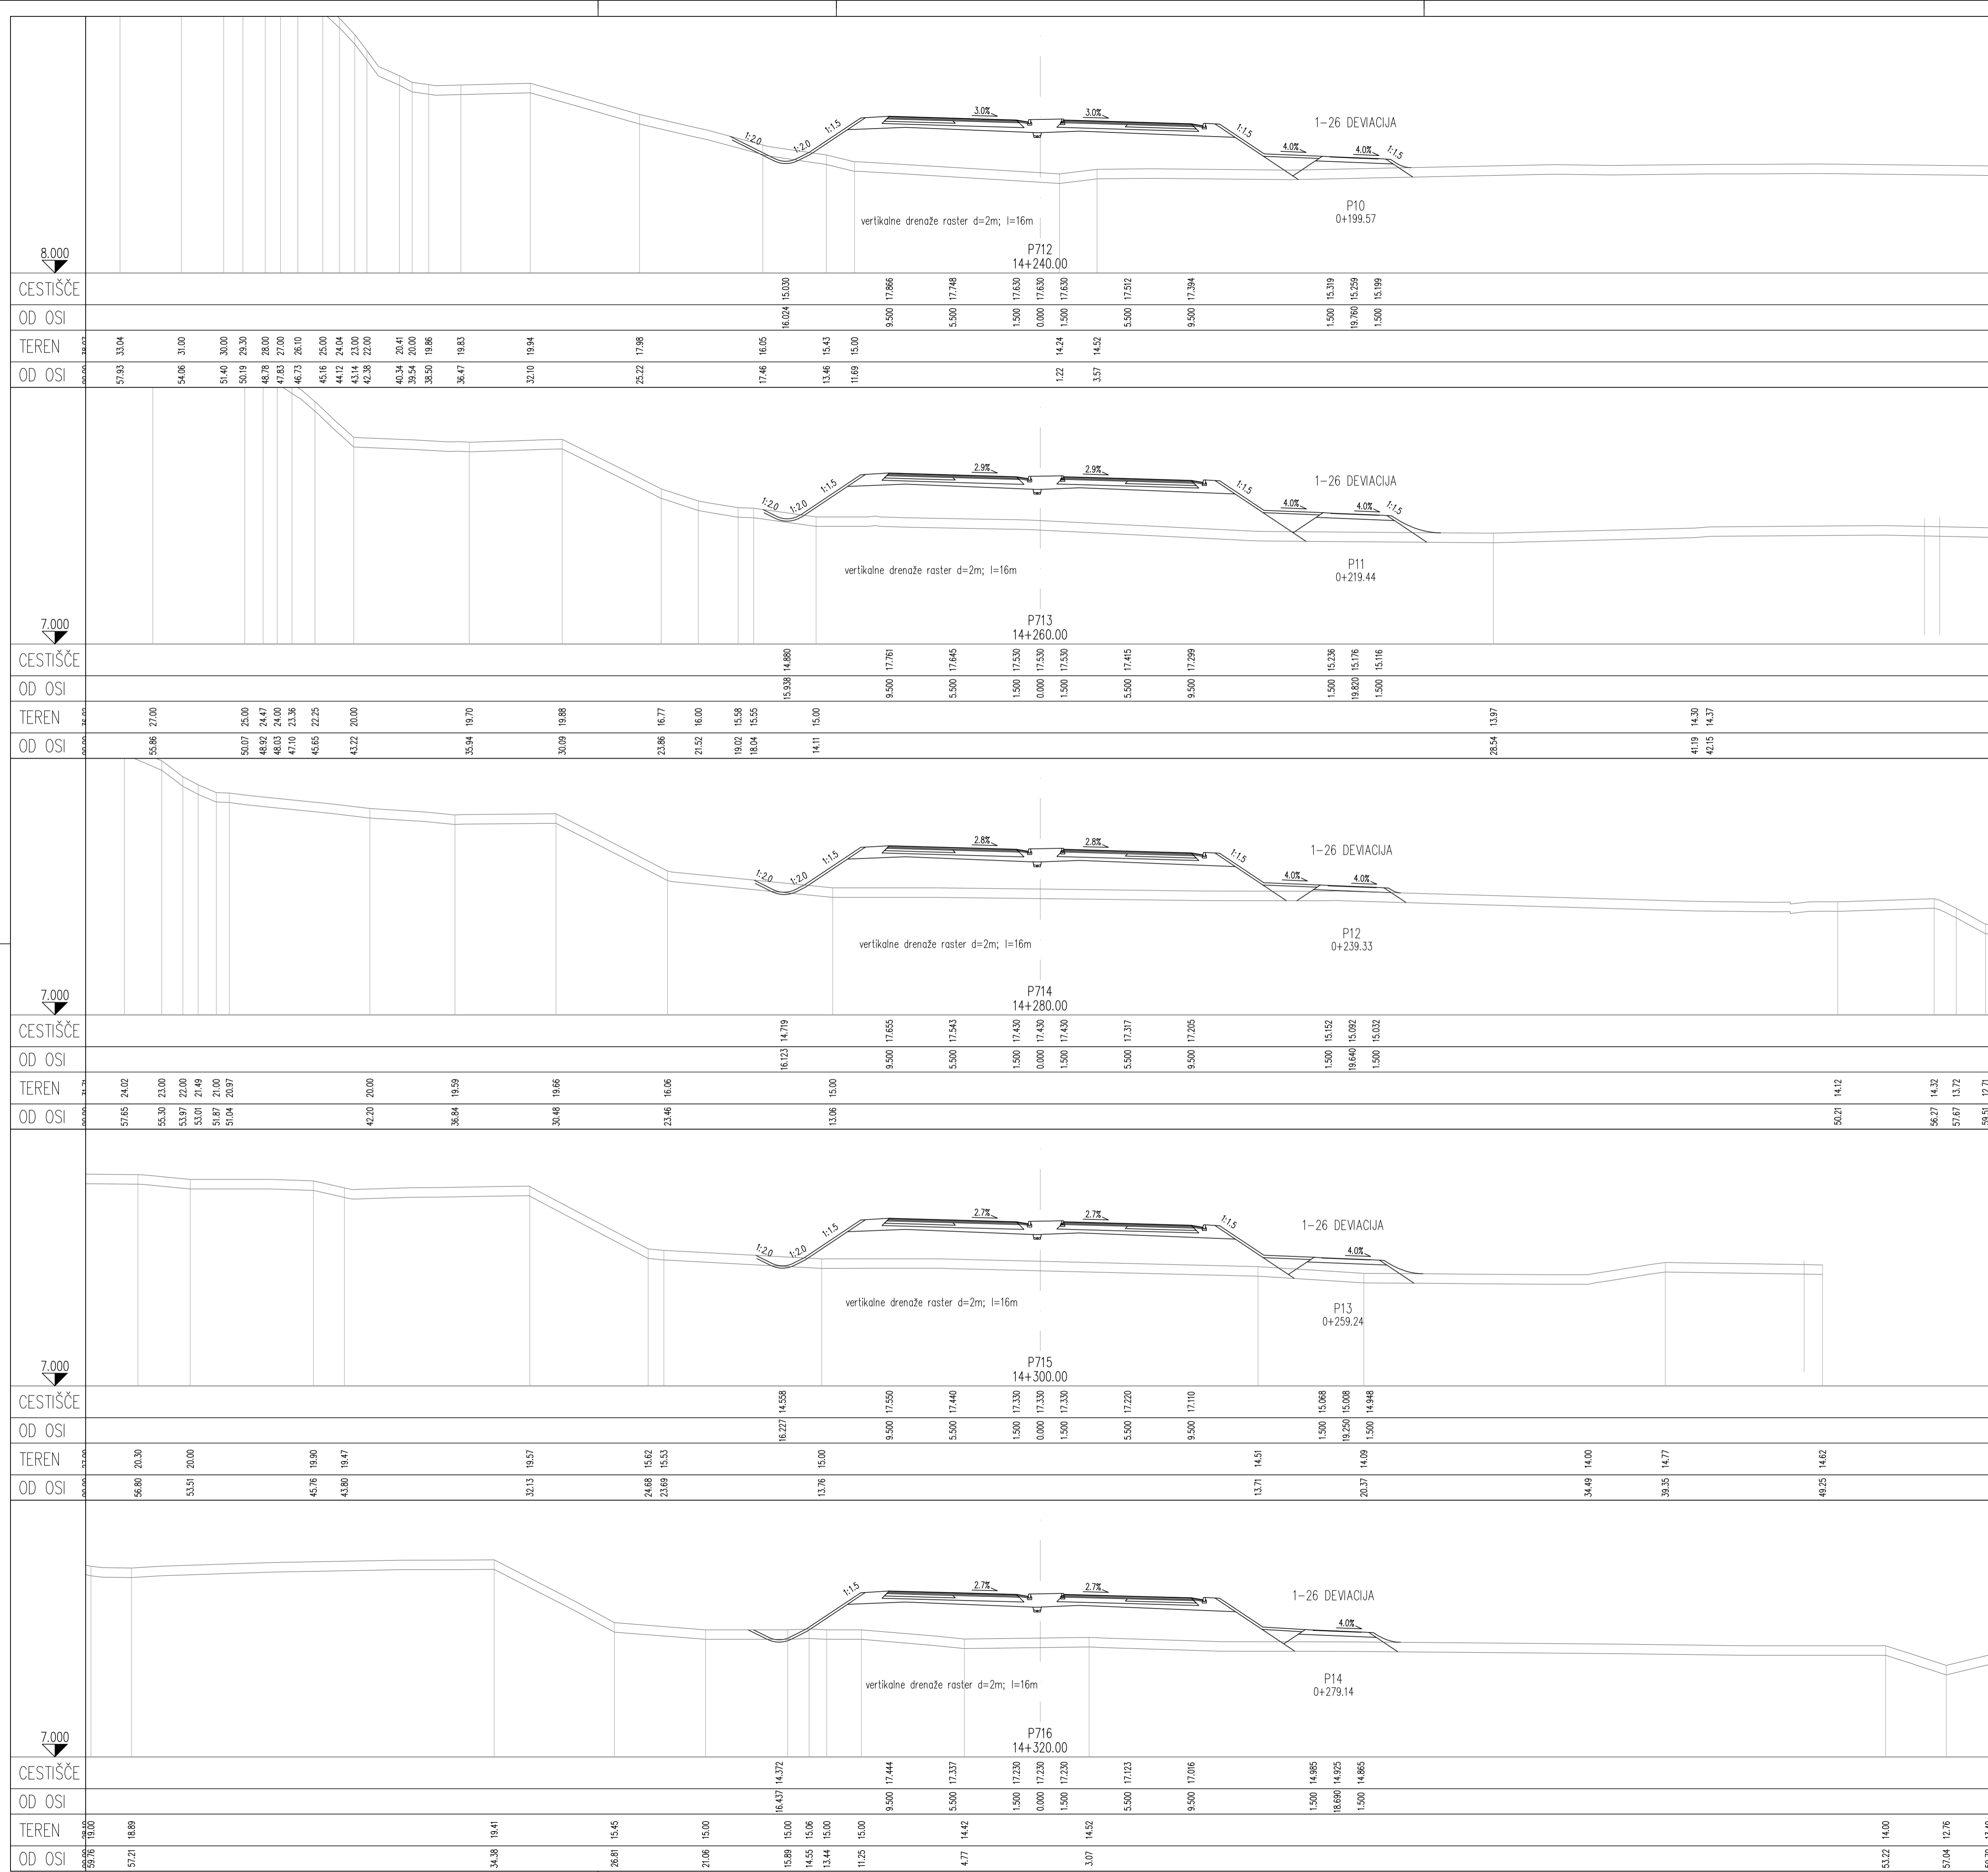 3.0% 3.0%
1-26 DEVIACIJA
1:2.0 1:2.0 1:1.5 1:1.5 4.0% 4.0% 1:1.5
P10
0+199.57
vertikalne drenaže raster d=2m; l=16m
P712
8.000
14+240.00
CESTIŠČE 15.030 17.866 17.748 17.630 17.630 17.630 17.512 17.394 15.319 15.259 15.199
OD OSI 16.024 9.500 5.500 1.500 0.000 1.500 5.500 9.500 1.500 19.760 1.500
TEREN 33.04 31.00 30.00 29.30 28.00 27.00 26.10 25.00 24.04 23.00 22.00 20.41 20.00 19.86 19.83 19.94 17.98 16.05 15.43 15.00 14.24 14.52
OD OSI 57.93 54.06 51.40 50.19 48.78 47.83 46.73 45.16 44.12 43.14 42.38 40.34 39.54 38.50 36.47 32.10 25.22 17.46 13.46 11.69 1.22 3.57
2.9% 2.9%
1-26 DEVIACIJA
1:2.0 1:2.0 1:1.5 1:1.5 4.0% 4.0% 1:1.5
P11
0+219.44
vertikalne drenaže raster d=2m; l=16m
P713
7.000
14+260.00
CESTIŠČE 14.880 17.761 17.645 17.530 17.530 17.530 17.415 17.299 15.236 15.176 15.116
OD OSI 15.938 9.500 5.500 1.500 0.000 1.500 5.500 9.500 1.500 19.820 1.500
TEREN 27.00 25.00 24.47 24.00 23.36 22.25 20.00 19.70 19.88 16.77 16.00 15.58 15.55 15.00 13.97 14.30 14.37
OD OSI 55.86 50.07 48.92 48.03 47.10 45.65 43.22 35.94 30.09 23.86 21.52 19.02 18.04 14.11 28.54 41.19 42.15
2.8% 2.8%
1-26 DEVIACIJA
1:2.0 1:2.0 1:1.5 1:1.5 4.0% 4.0%
P12
0+239.33
vertikalne drenaže raster d=2m; l=16m
P714
7.000
14+280.00
CESTIŠČE 14.719 17.655 17.543 17.430 17.430 17.430 17.317 17.205 15.152 15.092 15.032
OD OSI 16.123 9.500 5.500 1.500 0.000 1.500 5.500 9.500 1.500 19.640 1.500
TEREN 24.02 23.00 22.00 21.49 21.00 20.97 20.00 19.59 19.66 16.06 15.00 14.12 14.32 13.72 12.71
OD OSI 57.65 55.30 53.97 53.01 51.87 51.04 42.20 36.84 30.48 23.46 13.06 50.21 56.27 57.67 59.51
2.7% 2.7%
1-26 DEVIACIJA
1:2.0 1:2.0 1:1.5 1:1.5 4.0%
P13
0+259.24
vertikalne drenaže raster d=2m; l=16m
P715
7.000
14+300.00
CESTIŠČE 14.558 17.550 17.440 17.330 17.330 17.330 17.220 17.110 15.068 15.008 14.948
OD OSI 16.227 9.500 5.500 1.500 0.000 1.500 5.500 9.500 1.500 19.250 1.500
TEREN 20.30 20.00 19.90 19.47 19.57 15.62 15.53 15.00 14.51 14.09 14.00 14.77 14.62
OD OSI 56.80 53.51 45.76 43.80 32.13 24.68 23.69 13.76 13.71 20.37 34.49 39.35 49.25
2.7% 2.7%
1-26 DEVIACIJA
1:1.5 4.0%
P14
0+279.14
vertikalne drenaže raster d=2m; l=16m
P716
7.000
14+320.00
CESTIŠČE 14.372 17.444 17.337 17.230 17.230 17.230 17.123 17.016 14.985 14.925 14.865
OD OSI 16.437 9.500 5.500 1.500 0.000 1.500 5.500 9.500 1.500 18.690 1.500
TEREN 19.00 18.89 19.41 15.45 15.00 15.00 15.06 15.00 15.00 14.42 14.52 14.00 12.76
OD OSI 59.76 57.21 34.38 26.81 21.06 15.89 14.55 13.44 11.25 4.77 3.07 53.22 57.04